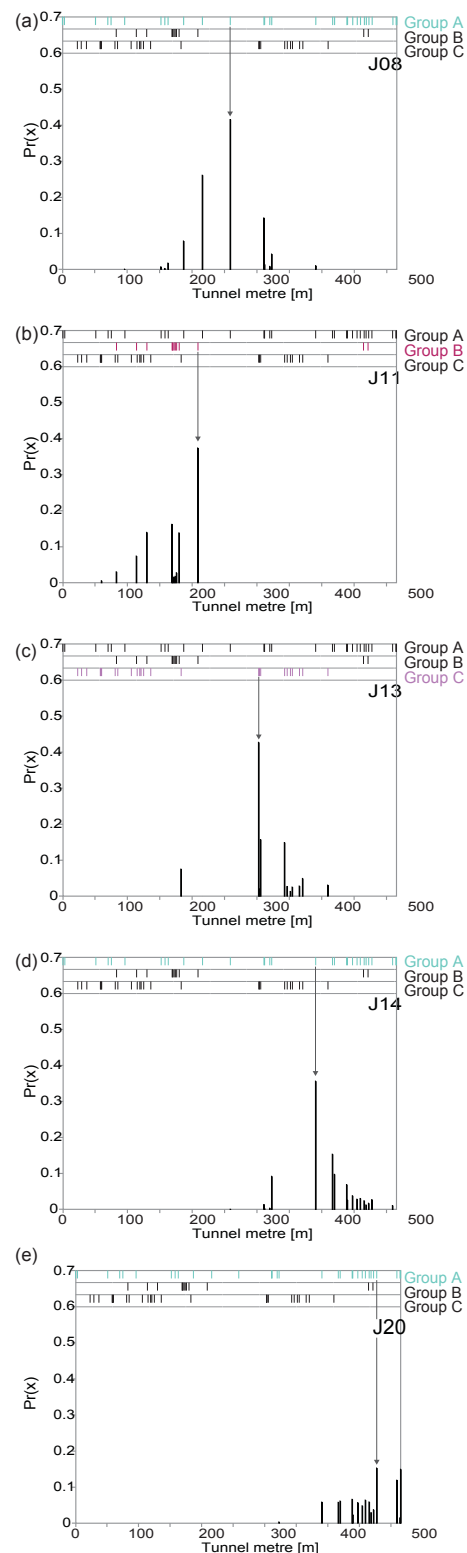 (a)
0.7
Group A
Group B
0.6
Group C
J08
0.5
0.4
Pr(x)
0.3
0.2
0.1
0
0 100 200 300 400 500
Tunnel metre [m]
(b)
0.7
Group A
Group B
0.6
Group C
J11
0.5
0.4
Pr(x)
0.3
0.2
0.1
0
0 100 200 300 400 500
Tunnel metre [m]
(c)
0.7
Group A
Group B
0.6
Group C
J13
0.5
0.4
Pr(x)
0.3
0.2
0.1
0
0 100 200 300 400 500
Tunnel metre [m]
(d)
0.7
Group A
Group B
0.6
Group C
J14
0.5
0.4
Pr(x)
0.3
0.2
0.1
0
0 100 200 300 400 500
Tunnel metre [m]
(e)
0.7
Group A
Group B
0.6
Group C
J20
0.5
0.4
Pr(x)
0.3
0.2
0.1
0
0 100 200 300 400 500
Tunnel metre [m]